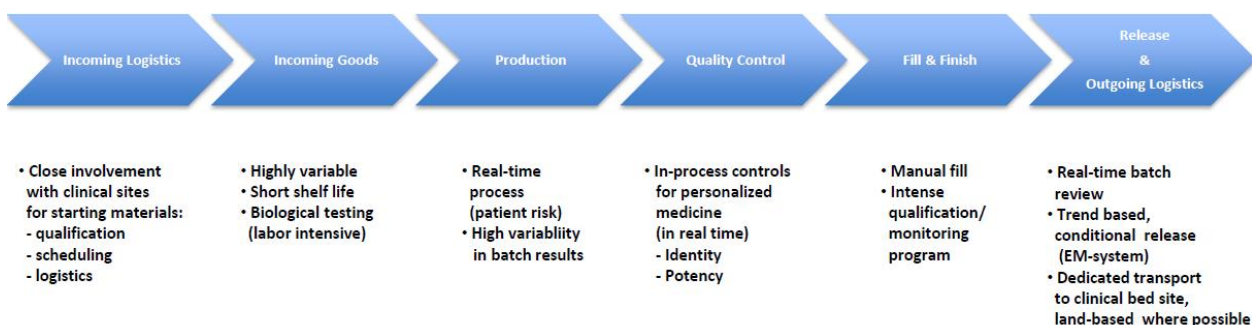 Incoming Logistics
Incoming Goods
Production
Quality Control
Fill & Finish
Release
&
Outgoing Logistics
• Close involvement
with clinical sites
for starting materials:
- qualification
- scheduling
- logistics
• Highly variable
• Short shelf life
• Biological testing
(labor intensive)
• Real-time
process
(patient risk)
• High variabliity
in batch results
• In-process controls
for personalized
medicine
(in real time)
- Identity
- Potency
• Manual fill
• Intense
qualification/
monitoring
program
• Real-time batch
review
• Trend based,
conditional release
(EM-system)
• Dedicated transport
to clinical bed site,
land-based where possible